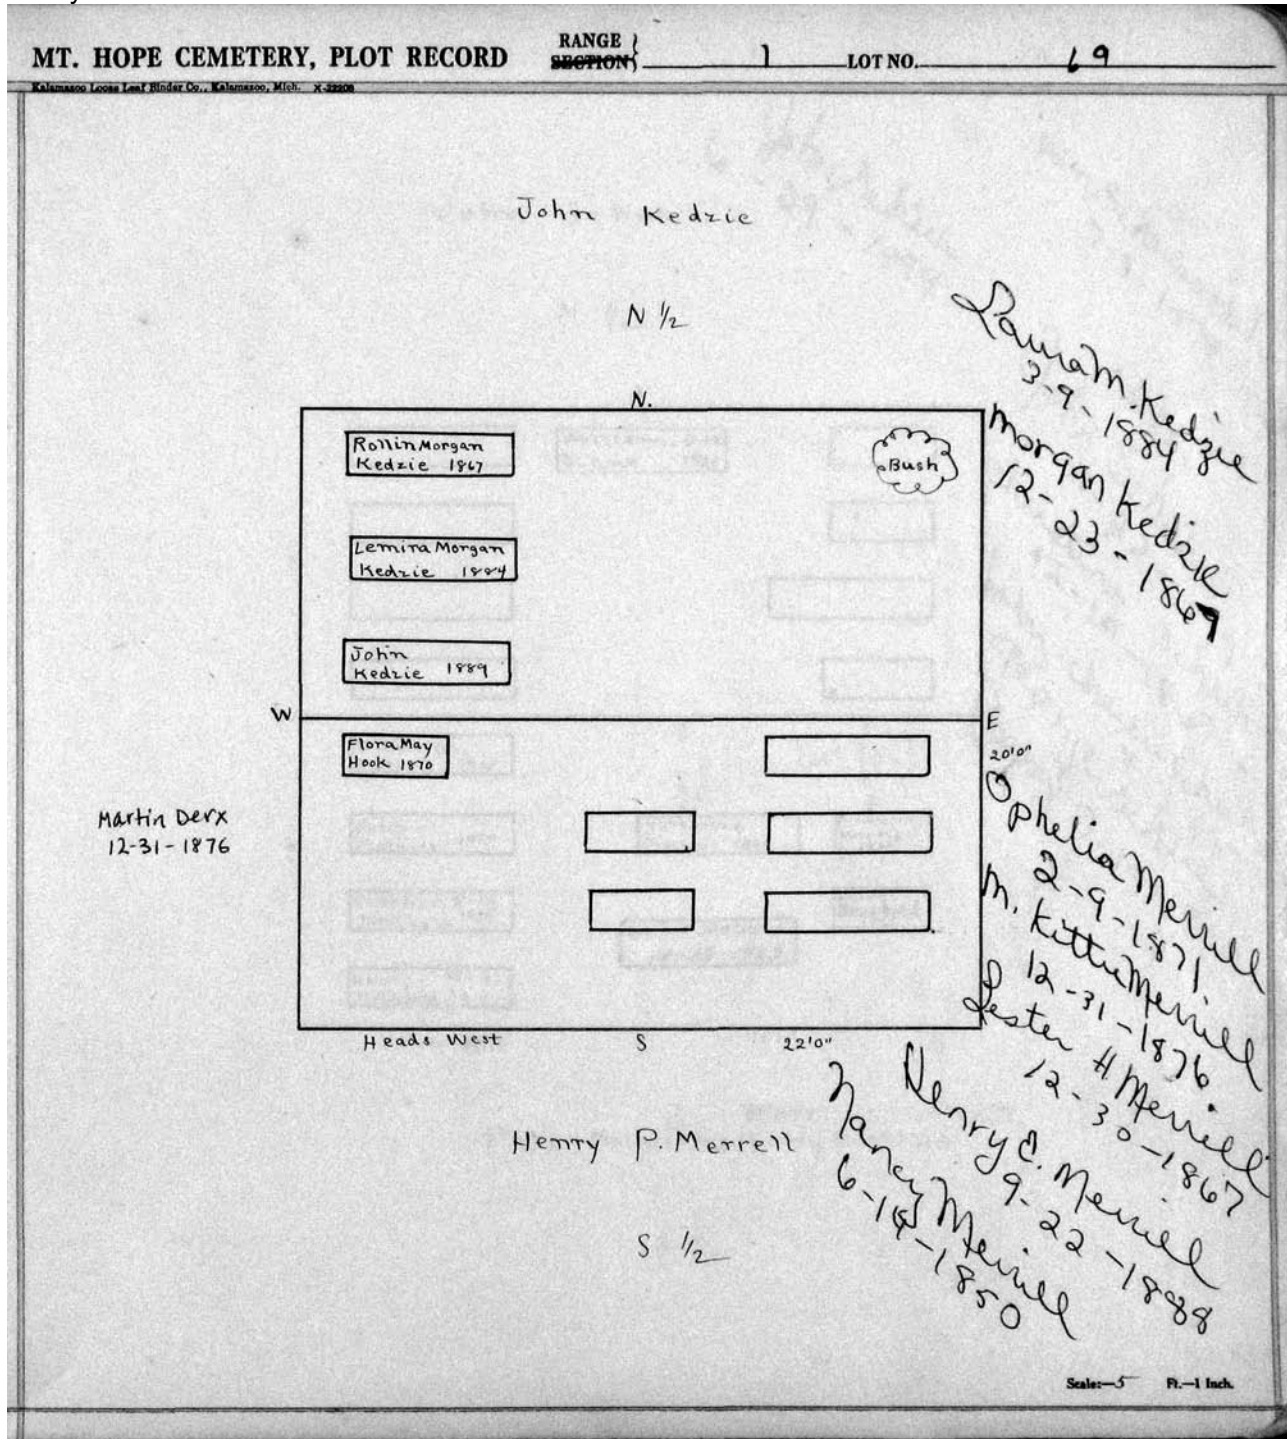 MT. HOPE CEMETERY, PLOT RECORD
RANGE
SECTION
1
LOT NO. 69
Kalamazoo Loose Leaf Binder Co., Kalamazoo, Mich. X-22208
John Kedzie
N 1/2
Laura M. Kedzie
3-9-1884
Morgan Kedzie
12-23-1869
N.
Rollin Morgan
Kedzie 1867
Bush
Lemira Morgan
Kedzie 1884
John
Kedzie 1889
W
E
Flora May
Hook 1870
20'0"
Martin Derx
12-31-1876
Ophelia Merrill
2-9-1871
M. Kittie Merrill
12-31-1876.
Lester H Merrill
12-30-1867
Heads West
S
22'0"
Henry P. Merrell
Henry E. Merrill
9-22-1888
Nancy Merrill
S 1/2
Scale:—5 Ft.—1 Inch.